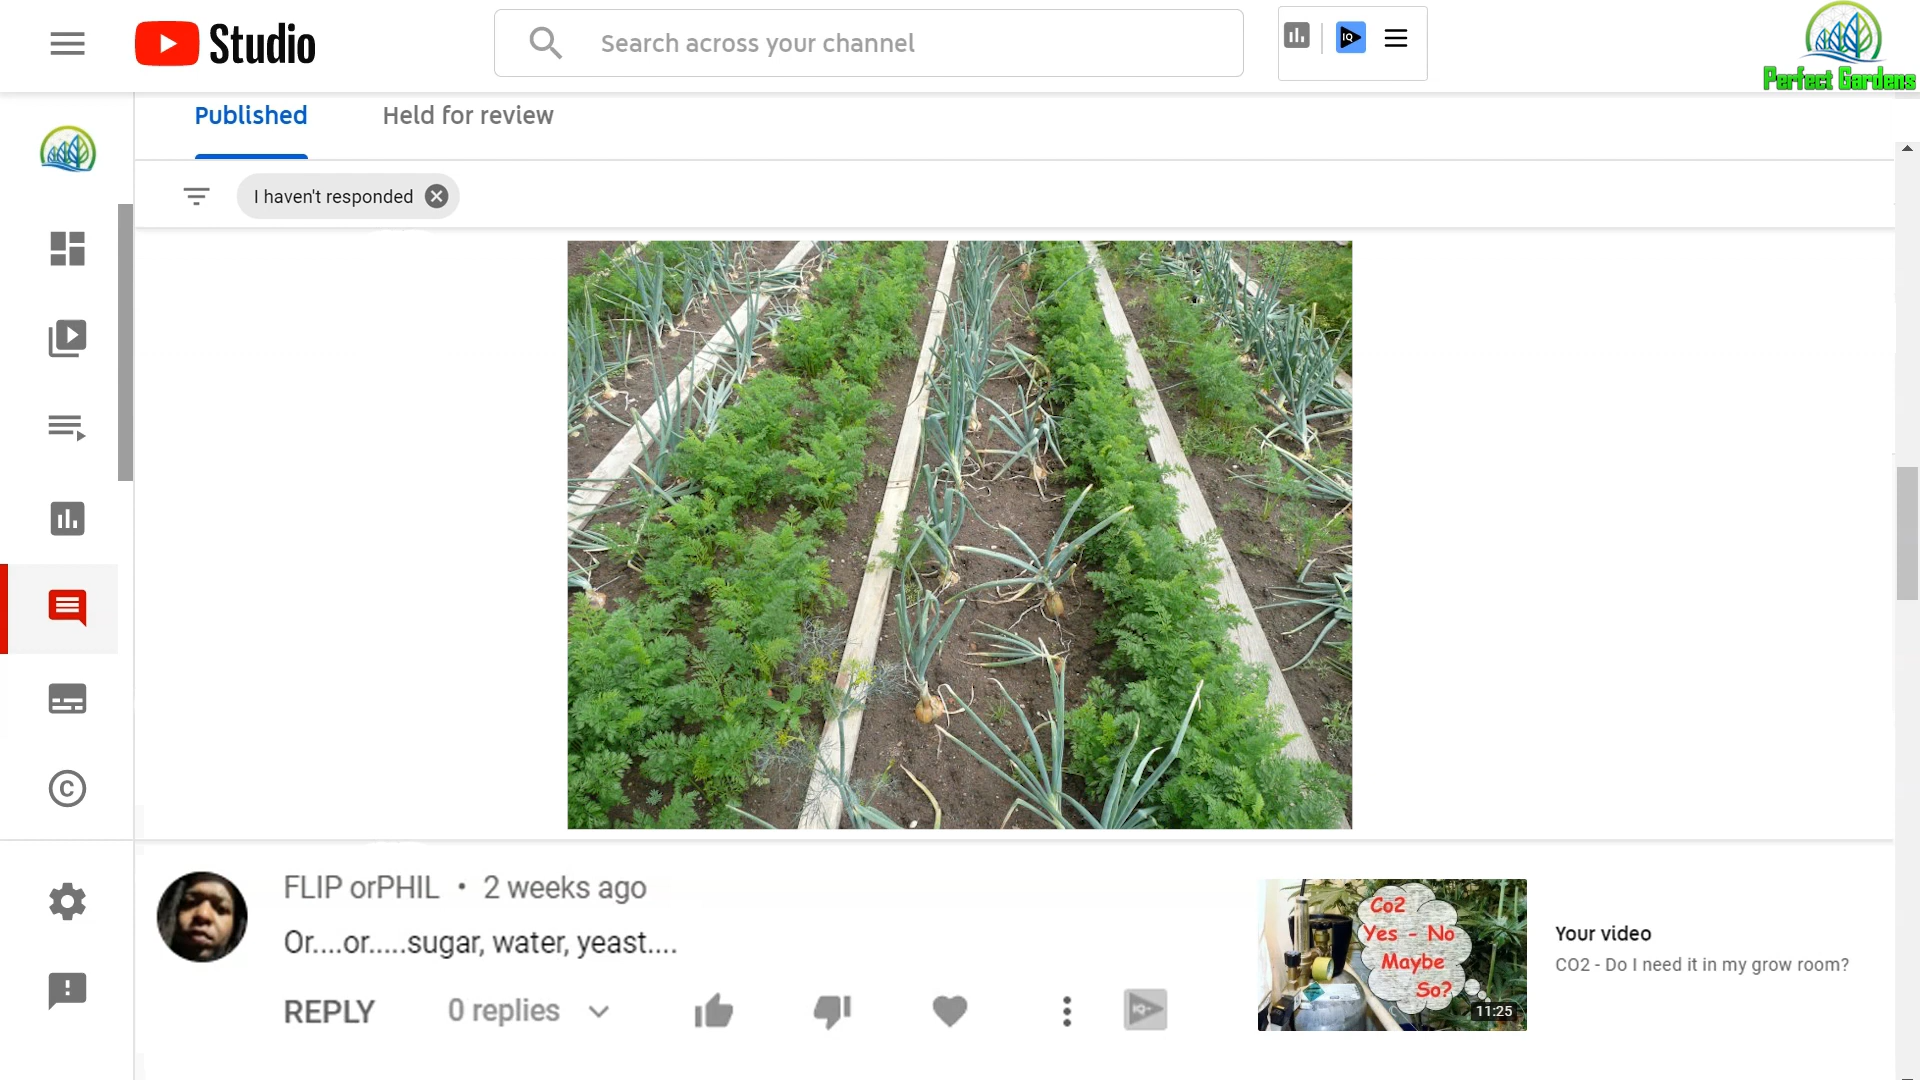 Studio
Search across your channel
IQ
Perfect Gardens
Published
Held for review
I haven't responded
FLIP orPHIL • 2 weeks ago
Or....or.....sugar, water, yeast....
REPLY
0 replies
IQ
Co2
Yes - No
Maybe
So?
11:25
Your video
CO2 - Do I need it in my grow room?